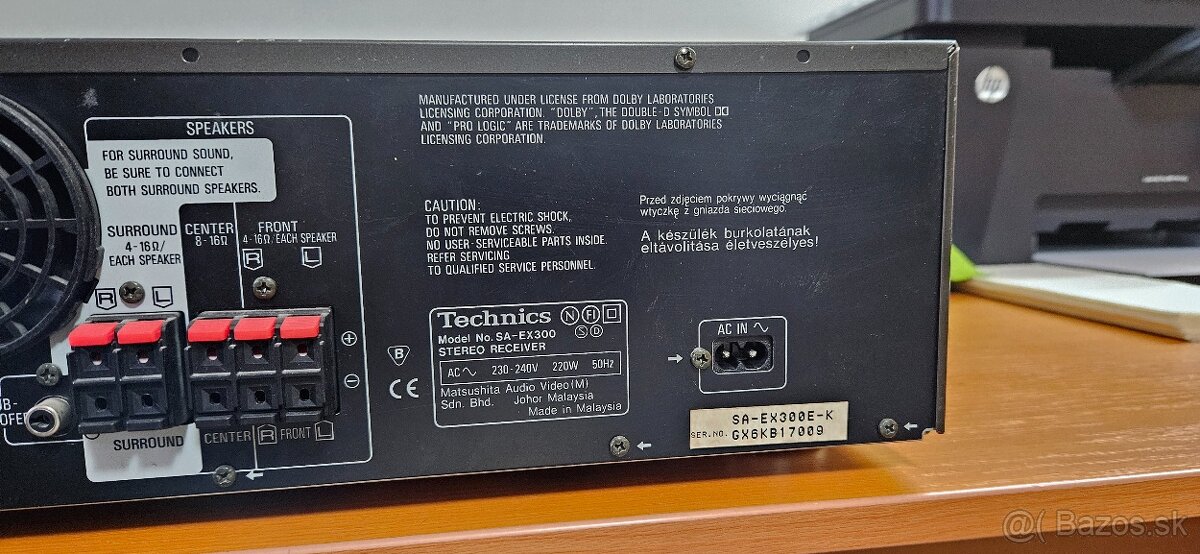 SPEAKERS
FOR SURROUND SOUND,
BE SURE TO CONNECT
BOTH SURROUND SPEAKERS.
SURROUND
4-16Ω/
EACH SPEAKER
CENTER
8-16Ω
FRONT
4-16Ω/EACH SPEAKER
R L
R L
+
−
SURROUND
CENTER
R FRONT L
MANUFACTURED UNDER LICENSE FROM DOLBY LABORATORIES
LICENSING CORPORATION. "DOLBY", THE DOUBLE-D SYMBOL
AND "PRO LOGIC" ARE TRADEMARKS OF DOLBY LABORATORIES
LICENSING CORPORATION.
CAUTION:
TO PREVENT ELECTRIC SHOCK,
DO NOT REMOVE SCREWS.
NO USER-SERVICEABLE PARTS INSIDE.
REFER SERVICING
TO QUALIFIED SERVICE PERSONNEL.
Przed zdjęciem pokrywy wyciągnąć
wtyczkę z gniazda sieciowego.
A készülék burkolatának
eltávolitása életveszélyes!
B
CE
Technics N FI
S D
Model No. SA-EX300
STEREO RECEIVER
AC∿ 230-240V 220W 50Hz
Matsushita Audio Video(M)
Sdn. Bhd. Johor Malaysia
Made in Malaysia
AC IN ∿
SA-EX300E-K
SER.NO. GX6KB17009
hp
@( Bazos.sk